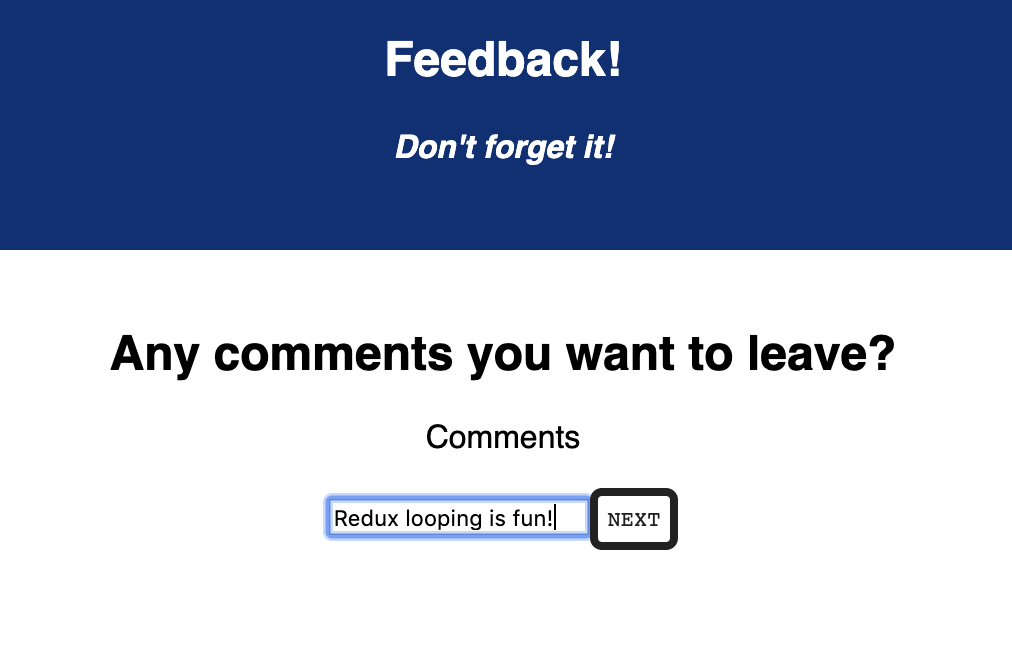 Feedback!
Don't forget it!
Any comments you want to leave?
Comments
Redux looping is fun!
NEXT